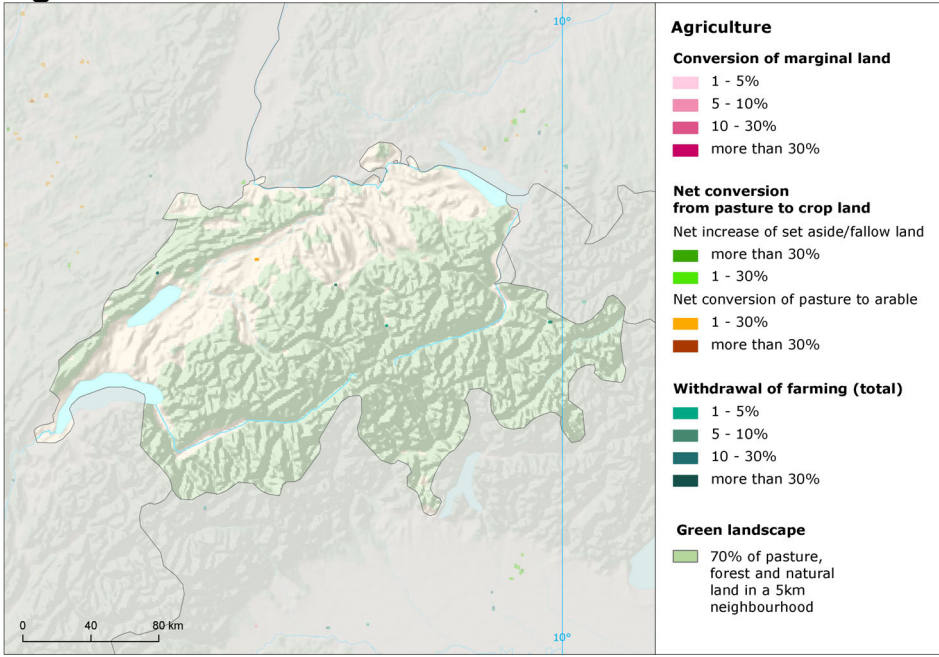 10°
0 40 80 km
10°
Agriculture
Conversion of marginal land
1 - 5%
5 - 10%
10 - 30%
more than 30%
Net conversion
from pasture to crop land
Net increase of set aside/fallow land
more than 30%
1 - 30%
Net conversion of pasture to arable
1 - 30%
more than 30%
Withdrawal of farming (total)
1 - 5%
5 - 10%
10 - 30%
more than 30%
Green landscape
70% of pasture,
forest and natural
land in a 5km
neighbourhood